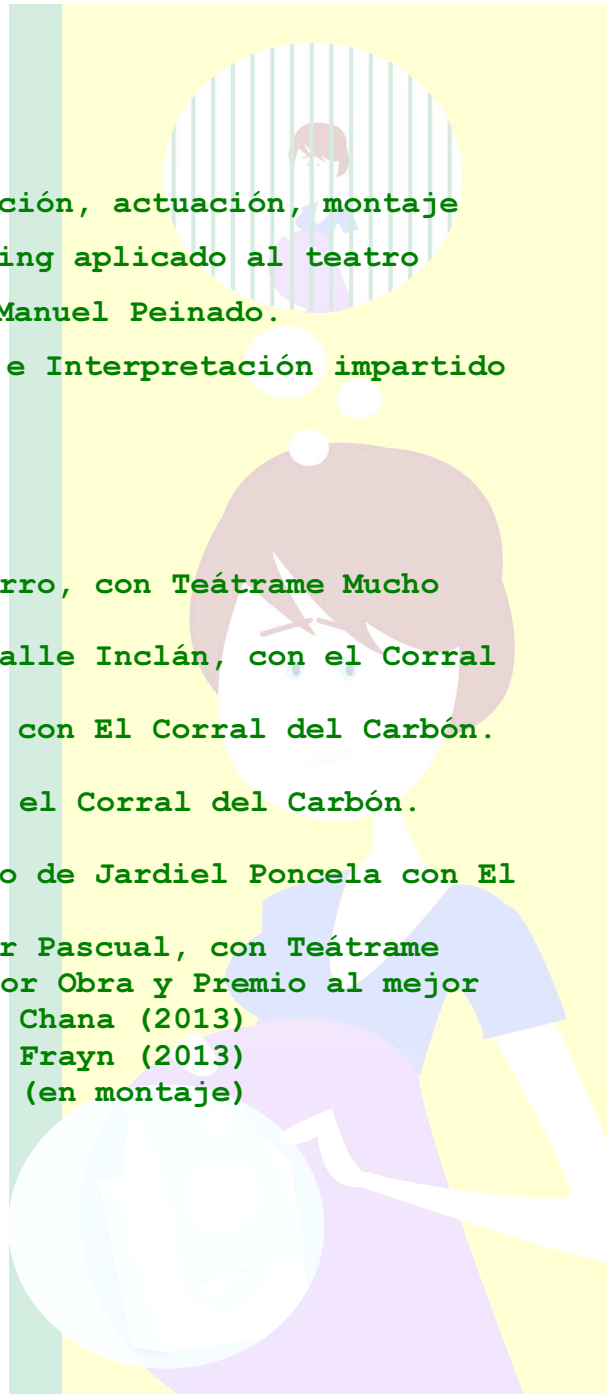 ción, actuación, montaje
ing aplicado al teatro
Manuel Peinado.
e Interpretación impartido
rro, con Teátrame Mucho
alle Inclán, con el Corral
con El Corral del Carbón.
el Corral del Carbón.
o de Jardiel Poncela con El
r Pascual, con Teátrame
or Obra y Premio al mejor
Chana (2013)
Frayn (2013)
(en montaje)